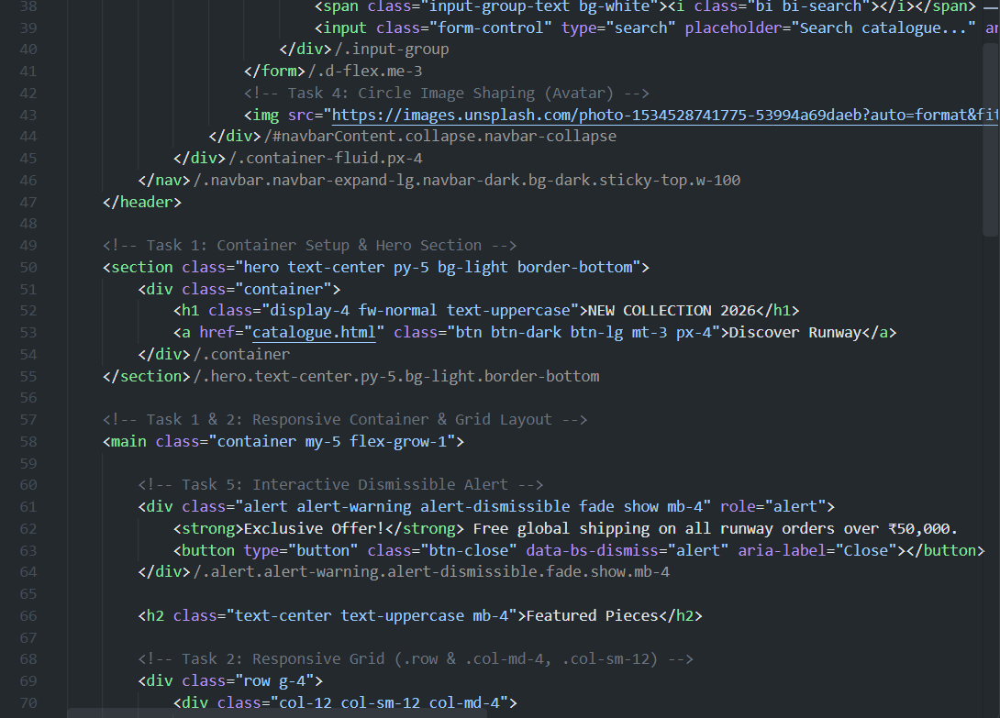 38 <span class="input-group-text bg-white"><i class="bi bi-search"></i></span>
39 <input class="form-control" type="search" placeholder="Search catalogue..." ar
40 </div>/.input-group
41 </form>/.d-flex.me-3
42 <!-- Task 4: Circle Image Shaping (Avatar) -->
43 <img src="https://images.unsplash.com/photo-1534528741775-53994a69daeb?auto=format&fit
44 </div>/#navbarContent.collapse.navbar-collapse
45 </div>/.container-fluid.px-4
46 </nav>/.navbar.navbar-expand-lg.navbar-dark.bg-dark.sticky-top.w-100
47 </header>
48
49 <!-- Task 1: Container Setup & Hero Section -->
50 <section class="hero text-center py-5 bg-light border-bottom">
51 <div class="container">
52 <h1 class="display-4 fw-normal text-uppercase">NEW COLLECTION 2026</h1>
53 <a href="catalogue.html" class="btn btn-dark btn-lg mt-3 px-4">Discover Runway</a>
54 </div>/.container
55 </section>/.hero.text-center.py-5.bg-light.border-bottom
56
57 <!-- Task 1 & 2: Responsive Container & Grid Layout -->
58 <main class="container my-5 flex-grow-1">
59
60 <!-- Task 5: Interactive Dismissible Alert -->
61 <div class="alert alert-warning alert-dismissible fade show mb-4" role="alert">
62 <strong>Exclusive Offer!</strong> Free global shipping on all runway orders over ₹50,000.
63 <button type="button" class="btn-close" data-bs-dismiss="alert" aria-label="Close"></button>
64 </div>/.alert.alert-warning.alert-dismissible.fade.show.mb-4
65
66 <h2 class="text-center text-uppercase mb-4">Featured Pieces</h2>
67
68 <!-- Task 2: Responsive Grid (.row & .col-md-4, .col-sm-12) -->
69 <div class="row g-4">
70 <div class="col-12 col-sm-12 col-md-4">